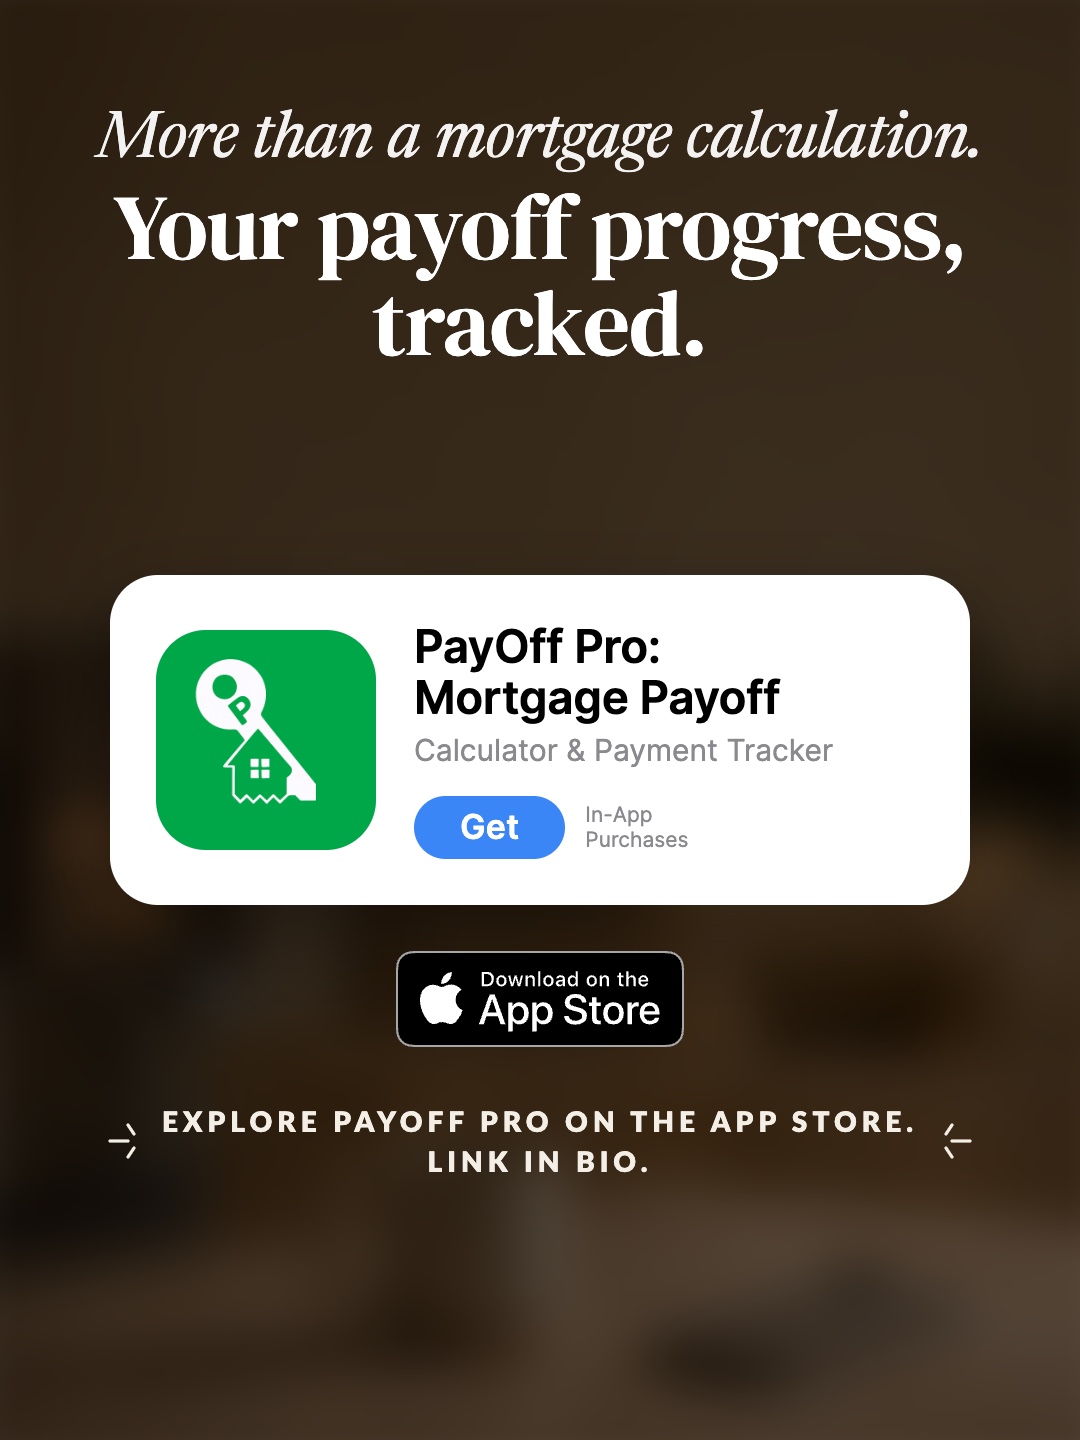 More than a mortgage calculation.
Your payoff progress,
tracked.
P
PayOff Pro:
Mortgage Payoff
Calculator & Payment Tracker
Get
In-App
Purchases
Download on the
App Store
EXPLORE PAYOFF PRO ON THE APP STORE.
LINK IN BIO.